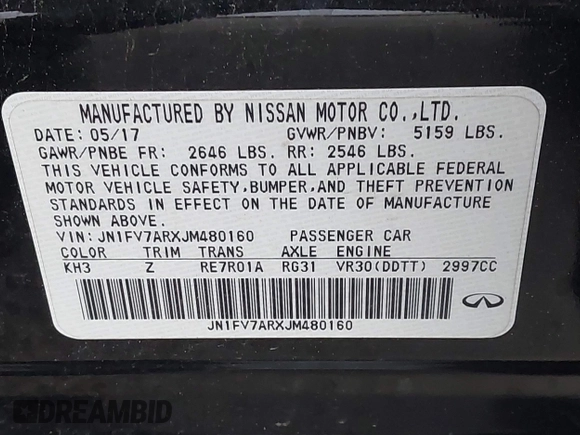 MANUFACTURED BY NISSAN MOTOR CO.,LTD.
DATE: 05/17 GVWR/PNBV: 5159 LBS.
GAWR/PNBE FR: 2646 LBS. RR: 2546 LBS.
THIS VEHICLE CONFORMS TO ALL APPLICABLE FEDERAL
MOTOR VEHICLE SAFETY,BUMPER,AND THEFT PREVENTION
STANDARDS IN EFFECT ON THE DATE OF MANUFACTURE
SHOWN ABOVE.
VIN: JN1FV7ARXJM480160 PASSENGER CAR
COLOR TRIM TRANS AXLE ENGINE
KH3 Z RE7R01A RG31 VR30(DDTT) 2997CC
JN1FV7ARXJM480160
DREAMBID